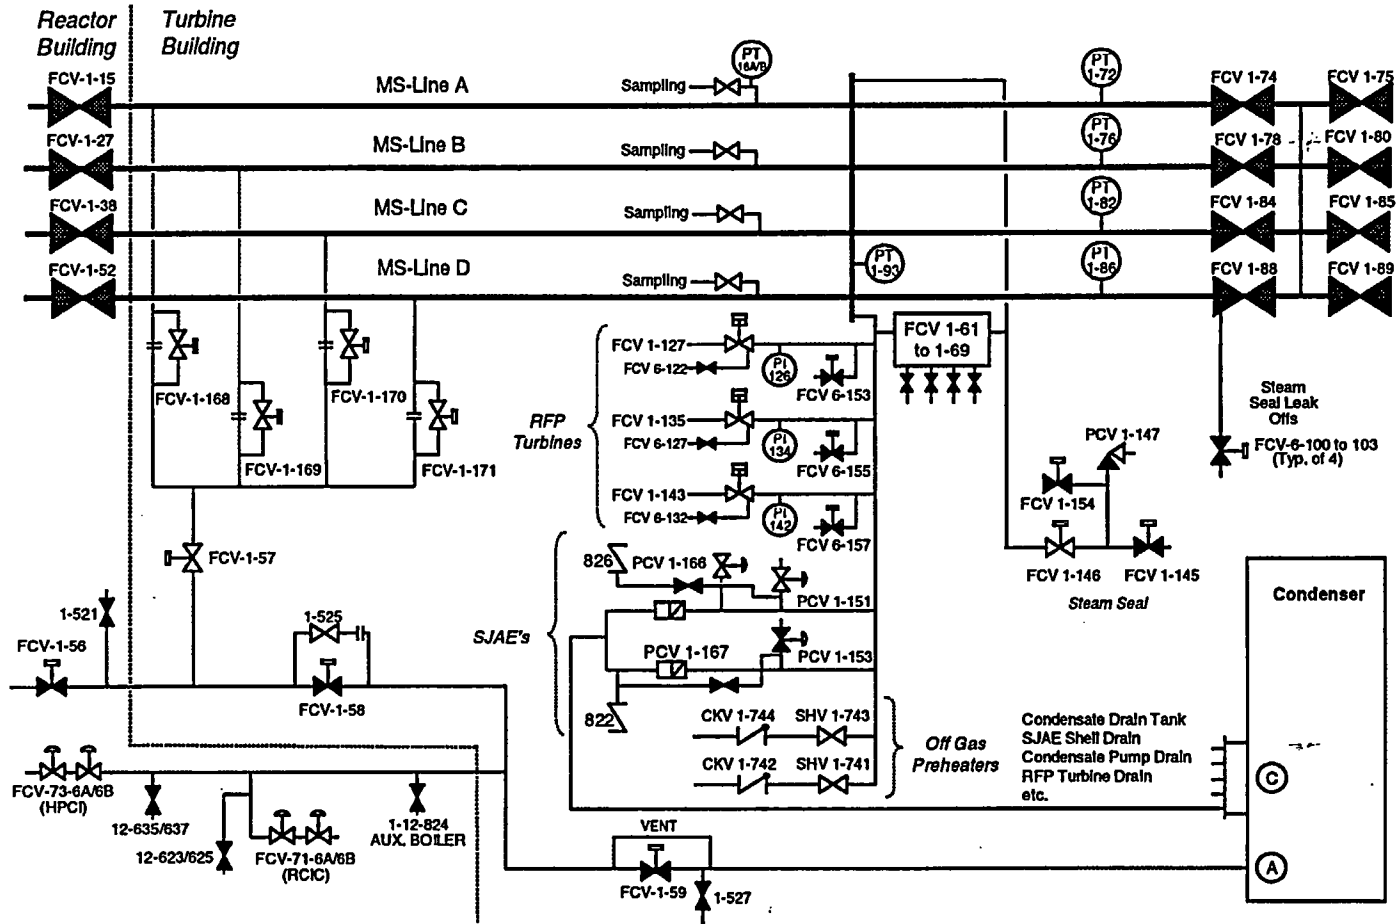 Reactor
Building
Turbine
Building
FCV-1-15
MS-Line A
Sampling
PT
16A/B
PT
1-72
FCV 1-74
FCV 1-75
FCV-1-27
MS-Line B
Sampling
PT
1-76
FCV 1-78
FCV 1-80
FCV-1-38
MS-Line C
Sampling
PT
1-82
FCV 1-84
FCV 1-85
FCV-1-52
MS-Line D
Sampling
PT
1-93
PT
1-86
FCV 1-88
FCV 1-89
FCV-1-168
FCV-1-169
FCV-1-170
FCV-1-171
FCV-1-57
RFP
Turbines
FCV 1-127
FCV 6-122
PI
126
FCV 6-153
FCV 1-135
FCV 6-127
PI
134
FCV 6-155
FCV 1-143
FCV 6-132
PI
142
FCV 6-157
FCV 1-61
to 1-69
Steam
Seal Leak
Offs
FCV-6-100 to 103
(Typ. of 4)
PCV 1-147
FCV 1-154
FCV 1-146
FCV 1-145
Steam Seal
SJAE's
826
PCV 1-166
PCV 1-151
PCV 1-167
PCV 1-153
822
CKV 1-744
SHV 1-743
CKV 1-742
SHV 1-741
Off Gas
Preheaters
Condensate Drain Tank
SJAE Shell Drain
Condensate Pump Drain
RFP Turbine Drain
etc.
Condenser
C
A
1-521
FCV-1-56
1-525
FCV-1-58
FCV-73-6A/6B
(HPCI)
12-635/637
12-623/625
FCV-71-6A/6B
(RCIC)
1-12-824
AUX. BOILER
VENT
FCV-1-59
1-527